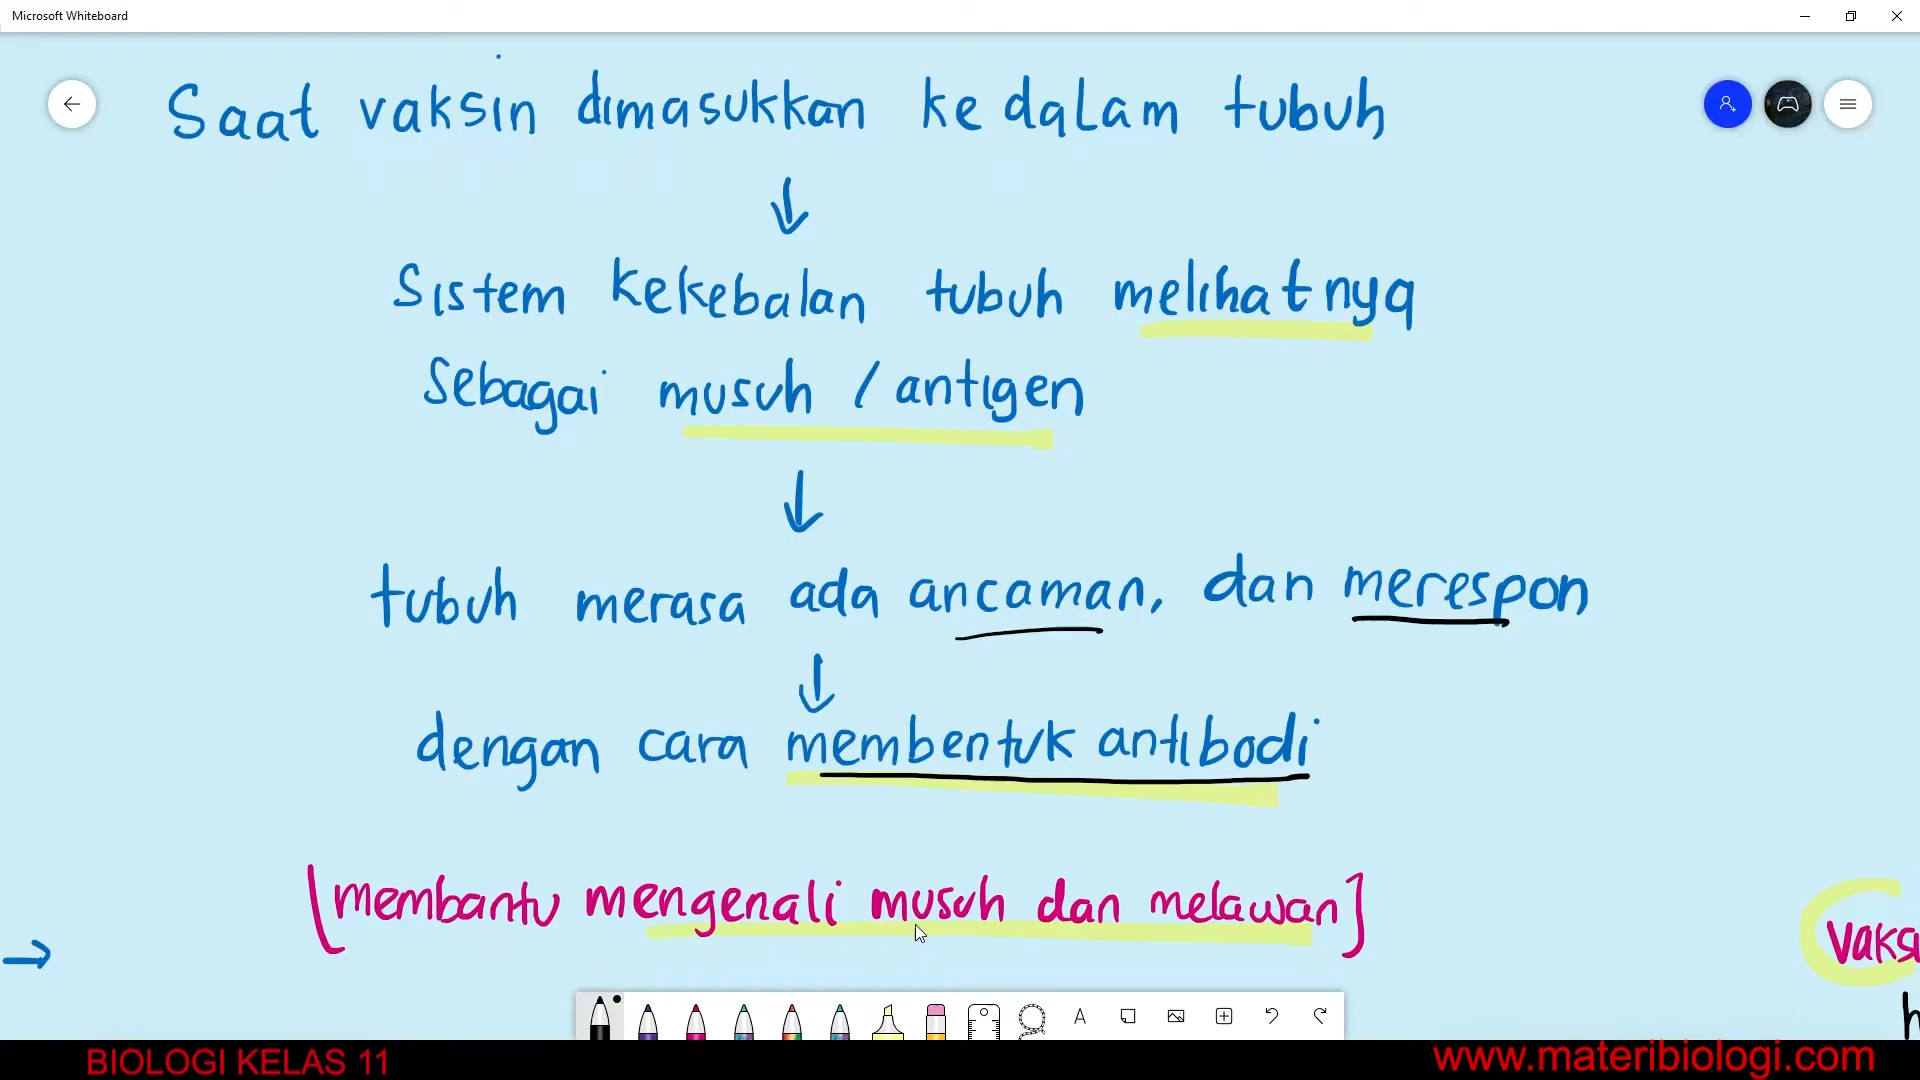 Microsoft Whiteboard
Saat vaksin dimasukkan ke dalam tubuh
Sistem kekebalan tubuh melihatnya
sebagai musuh / antigen
tubuh merasa ada ancaman, dan merespon
dengan cara membentuk antibodi
[membantu mengenali musuh dan melawan]
BIOLOGI KELAS 11
www.materibiologi.com